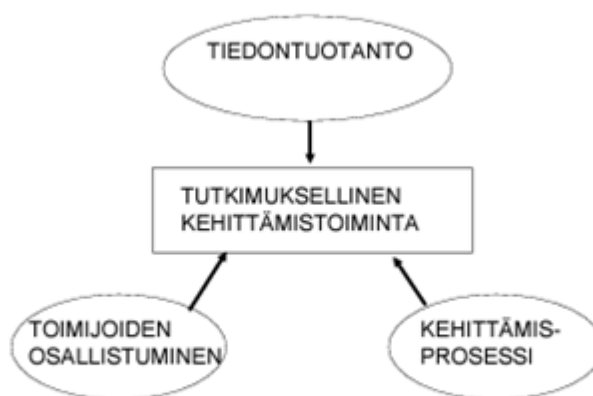 TIEDONTUOTANTO
TUTKIMUKSELLINEN
KEHITTÄMISTOIMINTA
TOIMIJOIDEN
OSALLISTUMINEN
KEHITTÄMIS-
PROSESSI